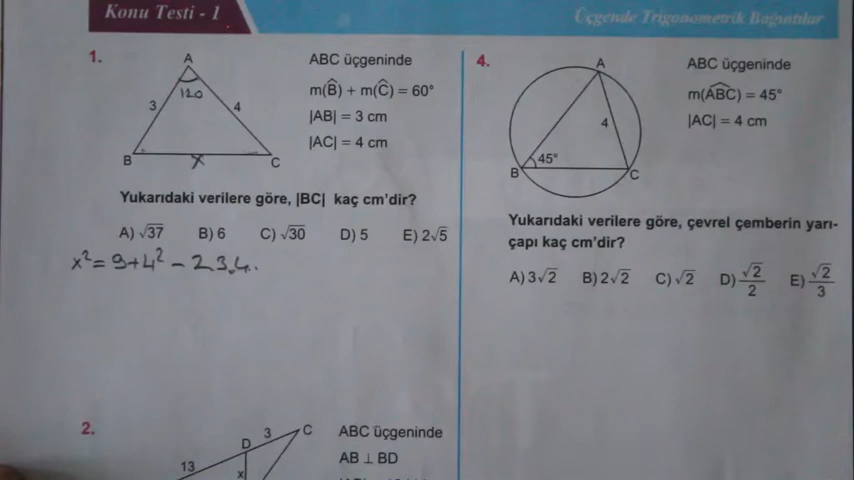 Konu Testi - 1
Üçgende Trigonometrik Bağıntılar
1.
A
120
3
4
B
x
C
ABC üçgeninde
m(B̂) + m(Ĉ) = 60°
|AB| = 3 cm
|AC| = 4 cm
Yukarıdaki verilere göre, |BC| kaç cm'dir?
A) √37 B) 6 C) √30 D) 5 E) 2√5
x² = 9+4² − 2.3.4..
2.
D
3
C
13
x
ABC üçgeninde
AB ⊥ BD
4.
A
4
45°
B
C
ABC üçgeninde
m(ABC) = 45°
|AC| = 4 cm
Yukarıdaki verilere göre, çevrel çemberin yarı-
çapı kaç cm'dir?
A) 3√2 B) 2√2 C) √2 D) √2/2 E) √2/3